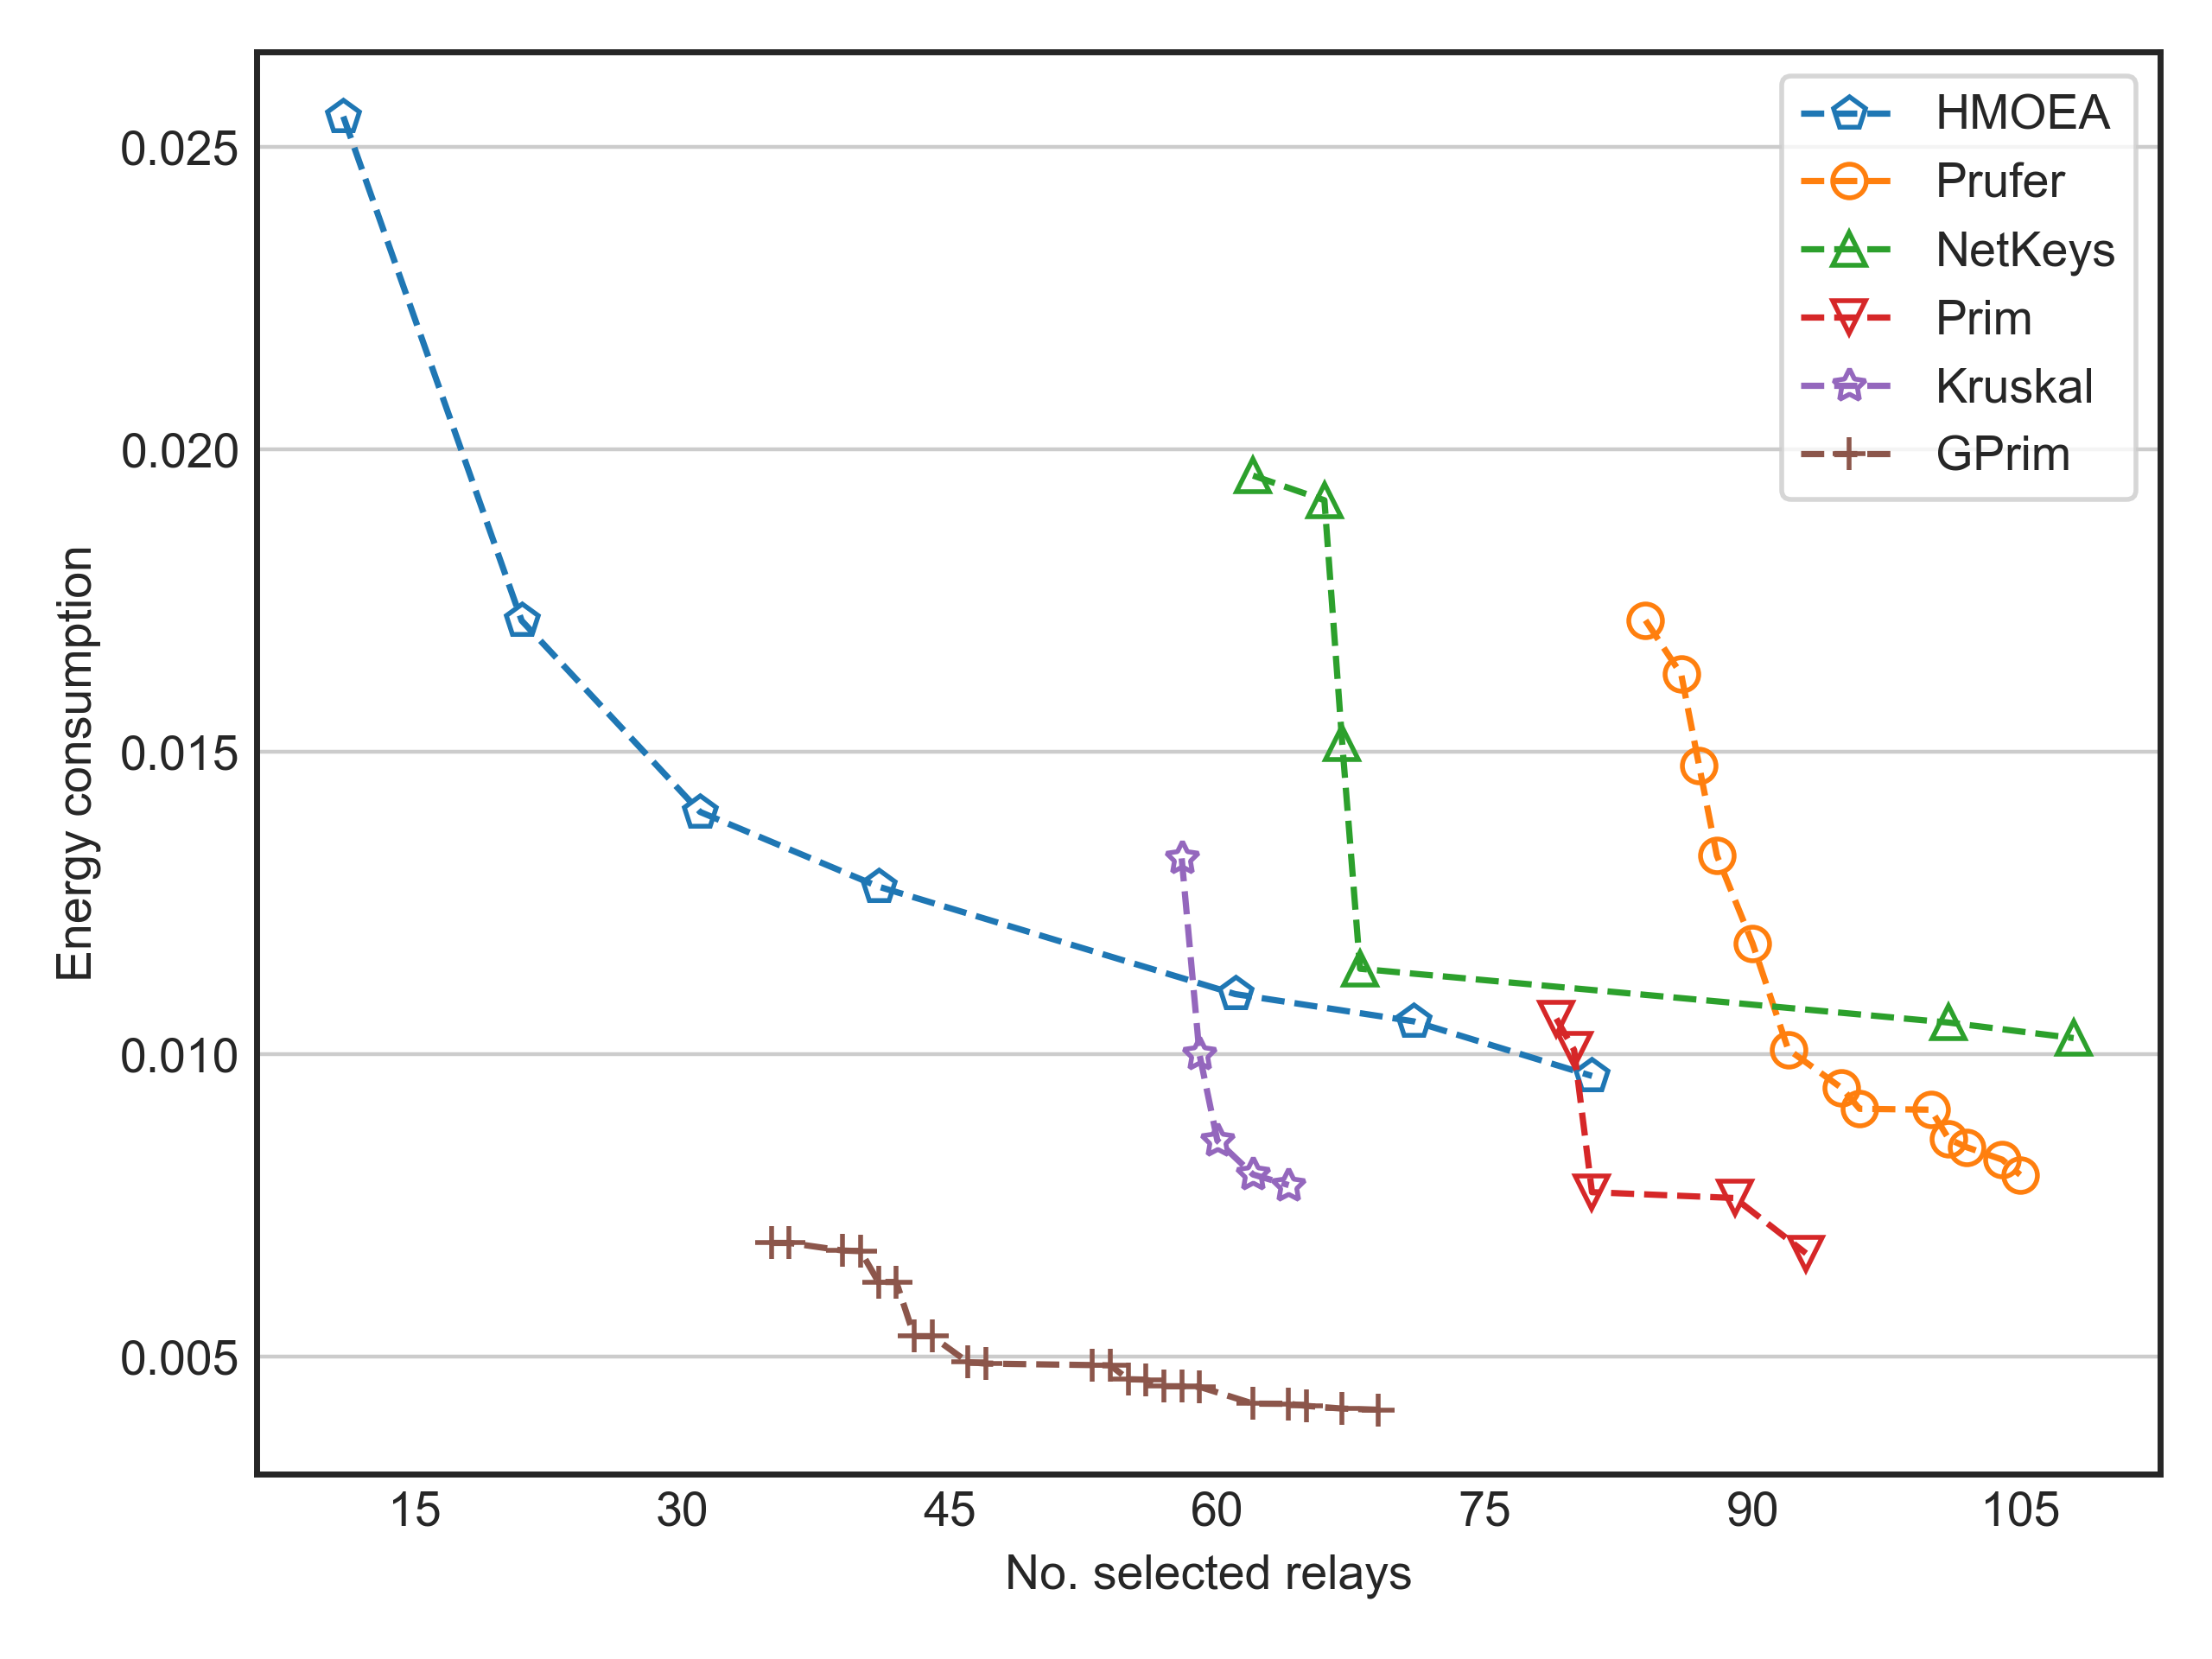 HMOEA
Prufer
NetKeys
Prim
Kruskal
GPrim
0.025
0.020
0.015
0.010
0.005
Energy consumption
15 30 45 60 75 90 105
No. selected relays